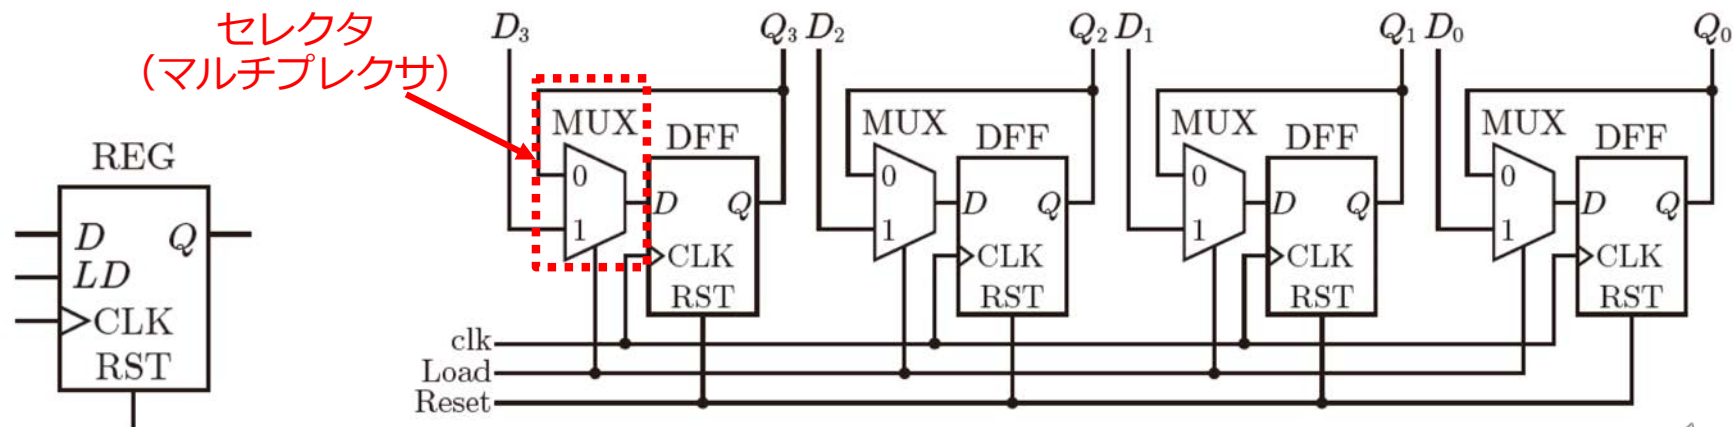 セレクタ
（マルチプレクサ）
REG
D
Q
LD
CLK
RST
D3
Q3
D2
Q2
D1
Q1
D0
Q0
MUX
DFF
0
1
D
Q
CLK
RST
MUX
DFF
0
1
D
Q
CLK
RST
MUX
DFF
0
1
D
Q
CLK
RST
MUX
DFF
0
1
D
Q
CLK
RST
clk
Load
Reset